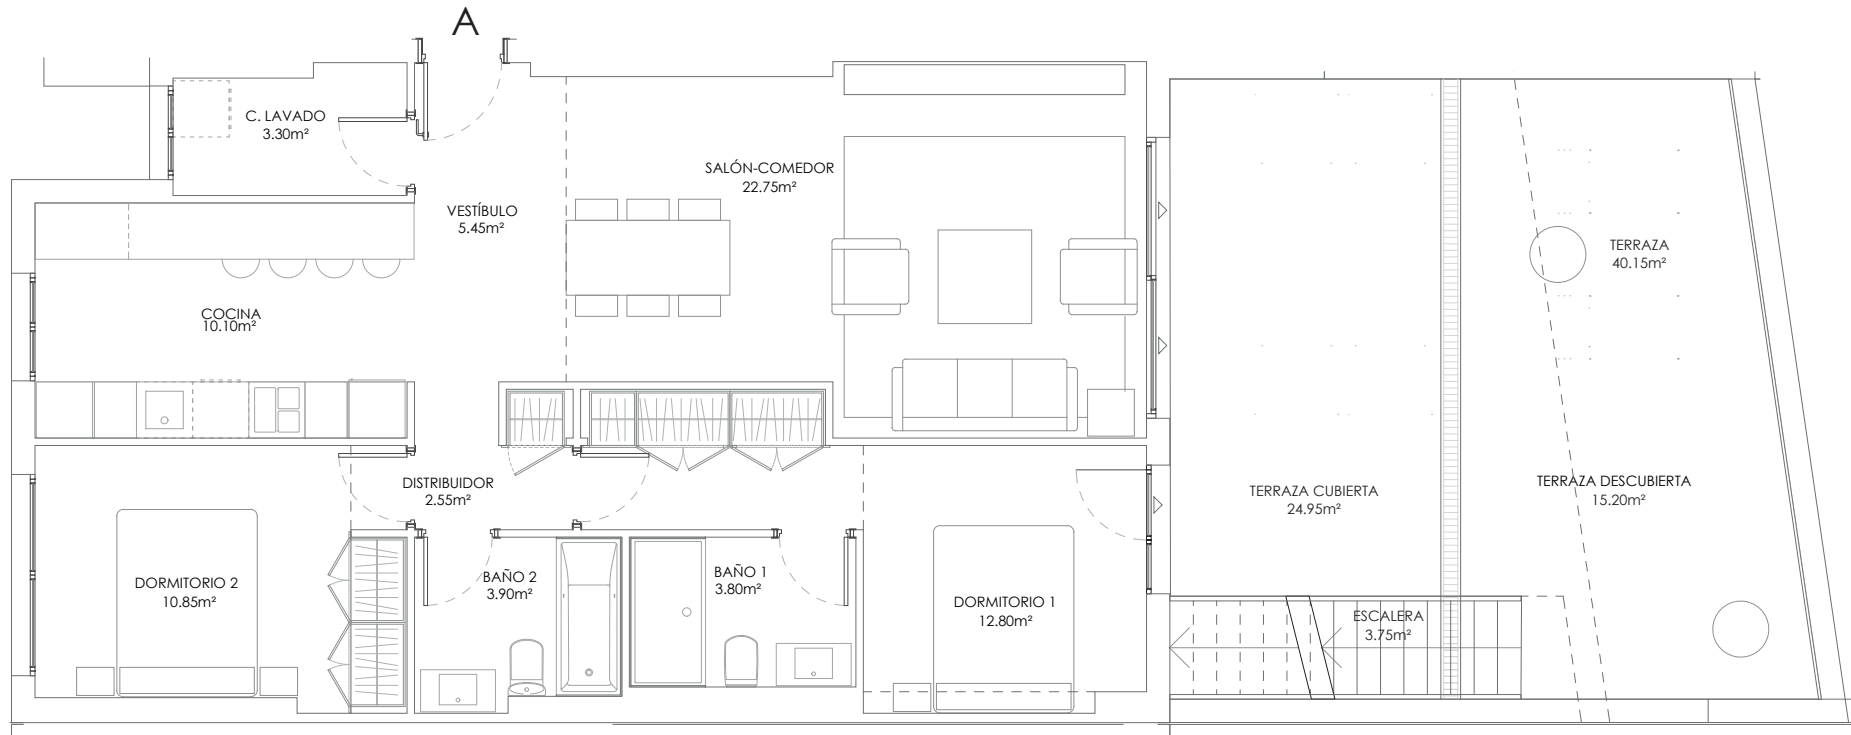 A
C. LAVADO
3.30m²
SALÓN-COMEDOR
22.75m²
VESTÍBULO
5.45m²
TERRAZA
40.15m²
COCINA
10.10m²
DISTRIBUIDOR
2.55m²
TERRAZA CUBIERTA
24.95m²
TERRAZA DESCUBIERTA
15.20m²
DORMITORIO 2
10.85m²
BAÑO 2
3.90m²
BAÑO 1
3.80m²
DORMITORIO 1
12.80m²
ESCALERA
3.75m²